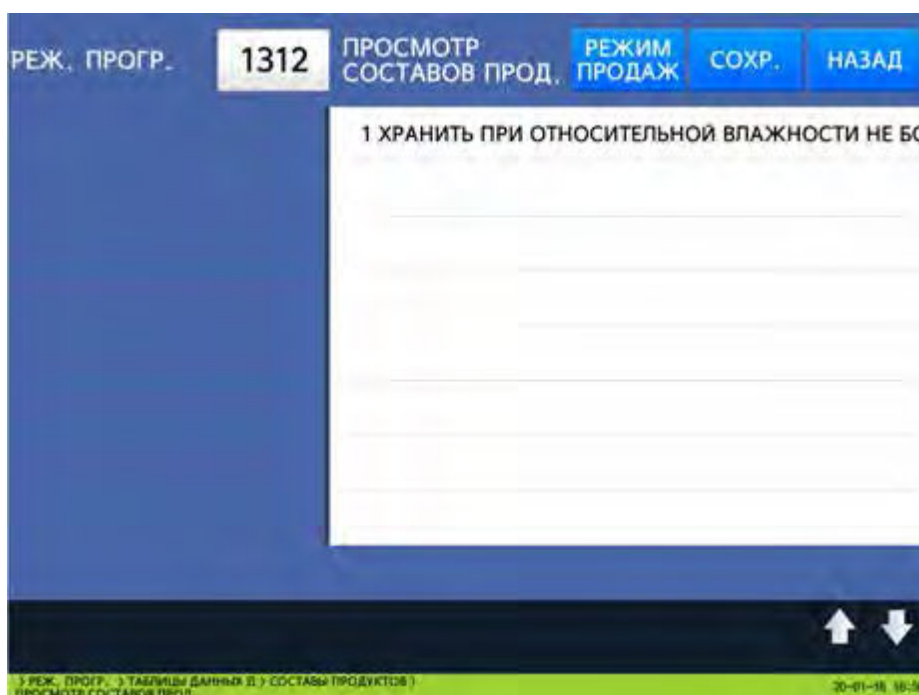 РЕЖ. ПРОГР.
1312
ПРОСМОТР
СОСТАВОВ ПРОД.
РЕЖИМ
ПРОДАЖ
СОХР.
НАЗАД
1 ХРАНИТЬ ПРИ ОТНОСИТЕЛЬНОЙ ВЛАЖНОСТИ НЕ БО
> РЕЖ. ПРОГР. > ТАБЛИЦЫ ДАННЫХ II > СОСТАВЫ ПРОДУКТОВ >
ПРОСМОТР СОСТАВОВ ПРОД.